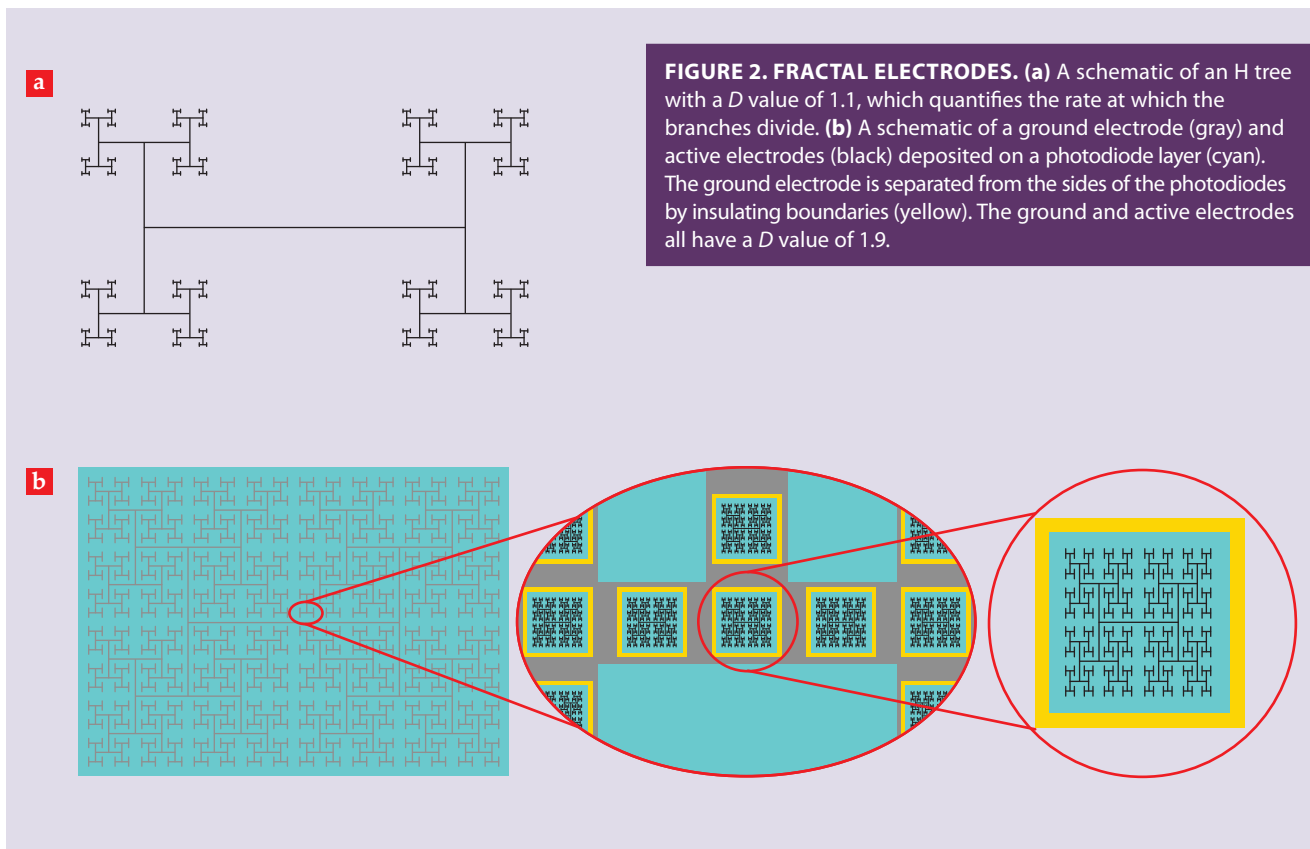 a
FIGURE 2. FRACTAL ELECTRODES. (a) A schematic of an H tree
with a D value of 1.1, which quantifies the rate at which the
branches divide. (b) A schematic of a ground electrode (gray) and
active electrodes (black) deposited on a photodiode layer (cyan).
The ground electrode is separated from the sides of the photodiodes
by insulating boundaries (yellow). The ground and active electrodes
all have a D value of 1.9.
b